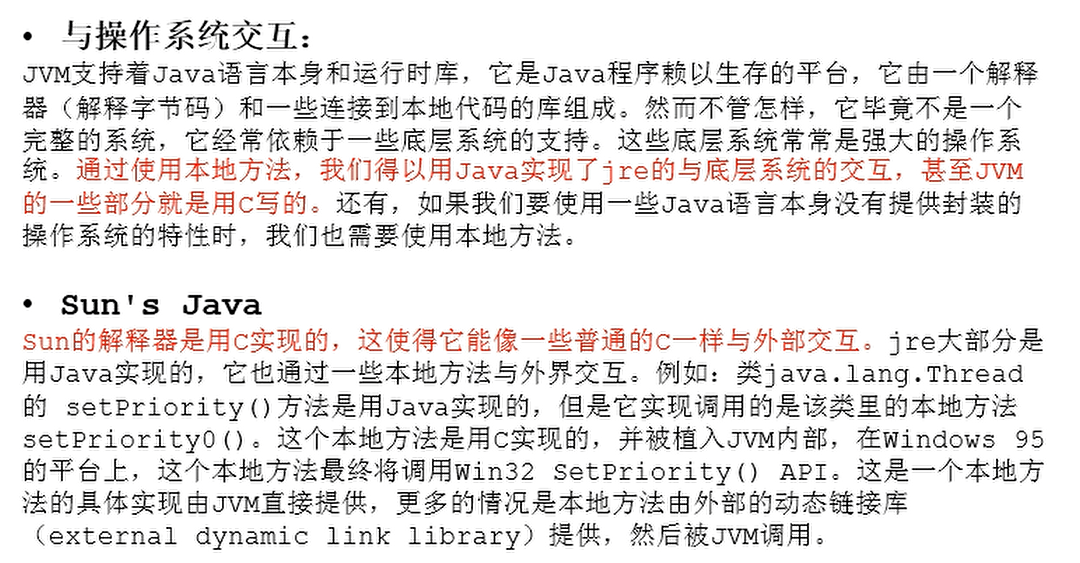 • 与操作系统交互：
JVM支持着Java语言本身和运行时库，它是Java程序赖以生存的平台，它由一个解释
器（解释字节码）和一些连接到本地代码的库组成。然而不管怎样，它毕竟不是一个
完整的系统，它经常依赖于一些底层系统的支持。这些底层系统常常是强大的操作系
统。通过使用本地方法，我们得以用Java实现了jre的与底层系统的交互，甚至JVM
的一些部分就是用C写的。还有，如果我们要使用一些Java语言本身没有提供封装的
操作系统的特性时，我们也需要使用本地方法。
• Sun's Java
Sun的解释器是用C实现的，这使得它能像一些普通的C一样与外部交互。jre大部分是
用Java实现的，它也通过一些本地方法与外界交互。例如：类java.lang.Thread
的 setPriority()方法是用Java实现的，但是它实现调用的是该类里的本地方法
setPriority0()。这个本地方法是用C实现的，并被植入JVM内部，在Windows 95
的平台上，这个本地方法最终将调用Win32 SetPriority() API。这是一个本地方
法的具体实现由JVM直接提供，更多的情况是本地方法由外部的动态链接库
（external dynamic link library）提供，然后被JVM调用。